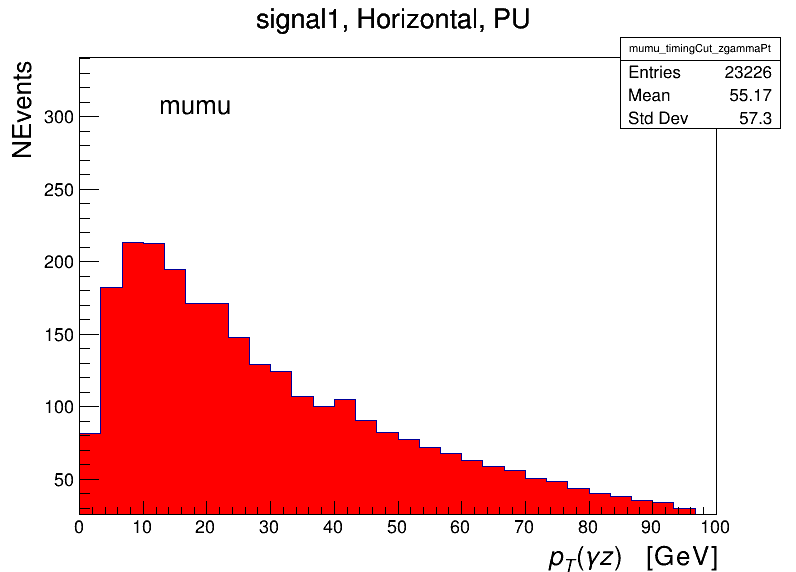 signal1, Horizontal, PU
mumu_timingCut_zgammaPt
Entries 23226
Mean 55.17
Std Dev 57.3
NEvents
mumu
300
250
200
150
100
50
0 10 20 30 40 50 60 70 80 90 100
p_T(γz) [GeV]